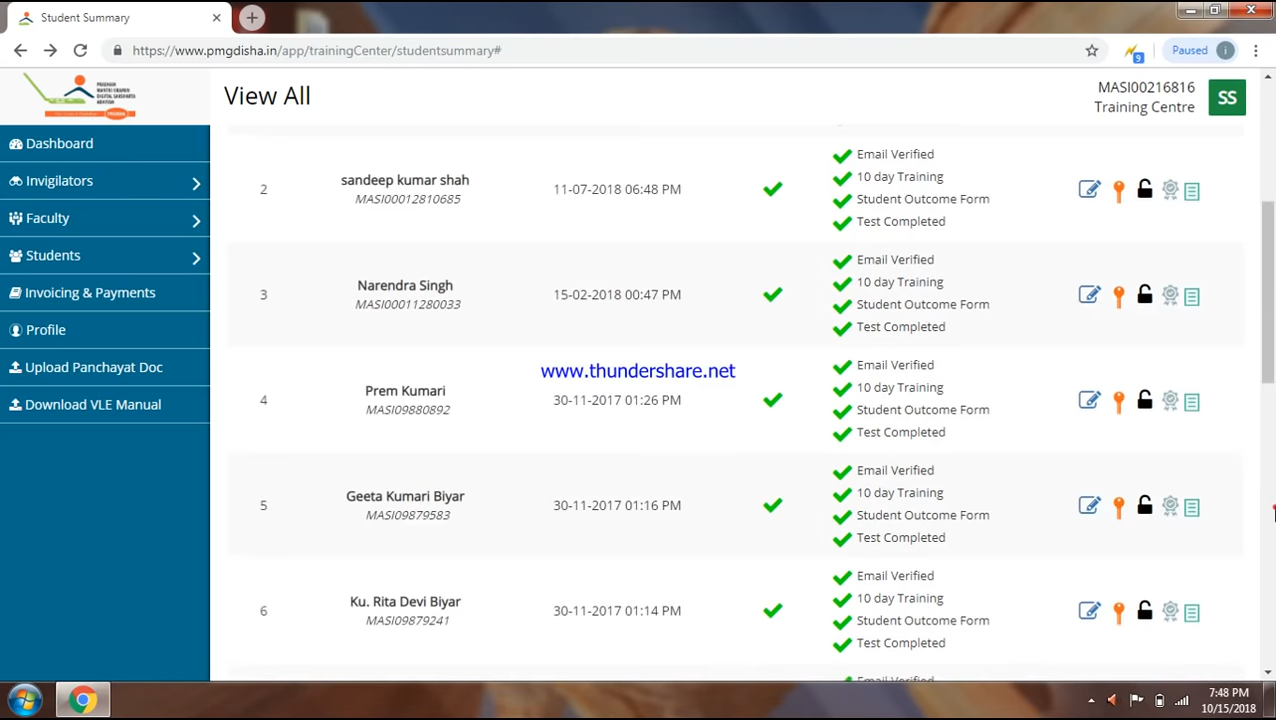 Student Summary
https://www.pmgdisha.in/app/trainingCenter/studentsummary#
9
Paused
View All
MASI00216816
Training Centre
SS
Dashboard
Invigilators
Faculty
Students
Invoicing & Payments
Profile
Upload Panchayat Doc
Download VLE Manual
2
sandeep kumar shah
MASI00012810685
11-07-2018 06:48 PM
Email Verified
10 day Training
Student Outcome Form
Test Completed
3
Narendra Singh
MASI00011280033
15-02-2018 00:47 PM
Email Verified
10 day Training
Student Outcome Form
Test Completed
www.thundershare.net
4
Prem Kumari
MASI09880892
30-11-2017 01:26 PM
Email Verified
10 day Training
Student Outcome Form
Test Completed
5
Geeta Kumari Biyar
MASI09879583
30-11-2017 01:16 PM
Email Verified
10 day Training
Student Outcome Form
Test Completed
6
Ku. Rita Devi Biyar
MASI09879241
30-11-2017 01:14 PM
Email Verified
10 day Training
Student Outcome Form
Test Completed
7:48 PM
10/15/2018